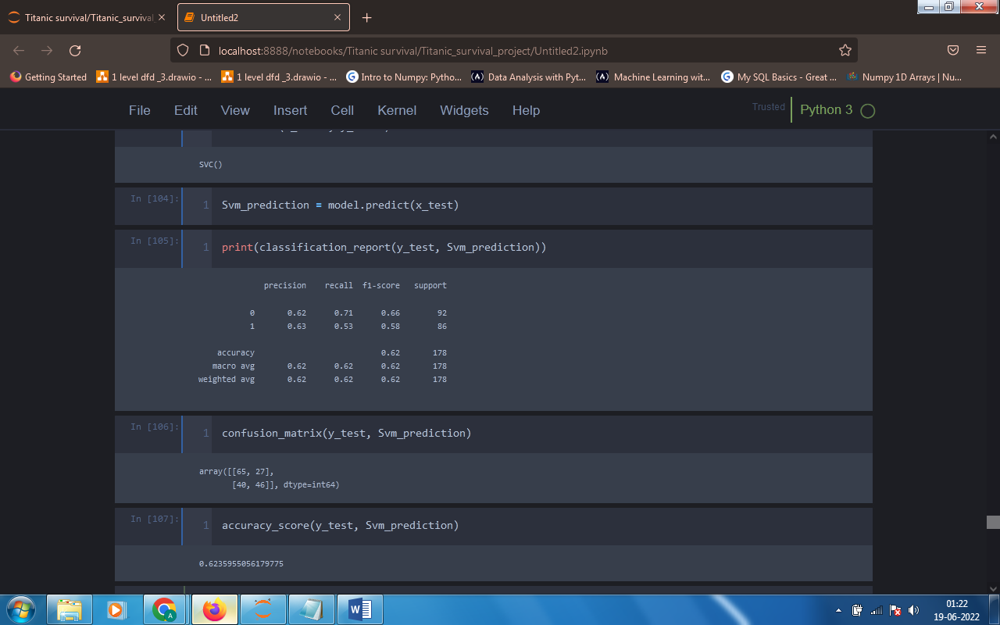 Titanic survival/Titanic_survival
Untitled2
localhost:8888/notebooks/Titanic survival/Titanic_survival_project/Untitled2.ipynb
Getting Started 1 level dfd _3.drawio - ... 1 level dfd _3.drawio - ... Intro to Numpy: Pytho... Data Analysis with Pyt... Machine Learning wit... My SQL Basics - Great ... Numpy 1D Arrays | Nu...
File Edit View Insert Cell Kernel Widgets Help Trusted Python 3
SVC()
In [104]: 1 Svm_prediction = model.predict(x_test)
In [105]: 1 print(classification_report(y_test, Svm_prediction))
precision recall f1-score support
0 0.62 0.71 0.66 92
1 0.63 0.53 0.58 86
accuracy 0.62 178
macro avg 0.62 0.62 0.62 178
weighted avg 0.62 0.62 0.62 178
In [106]: 1 confusion_matrix(y_test, Svm_prediction)
array([[65, 27],
[40, 46]], dtype=int64)
In [107]: 1 accuracy_score(y_test, Svm_prediction)
0.6235955056179775
01:22
19-06-2022